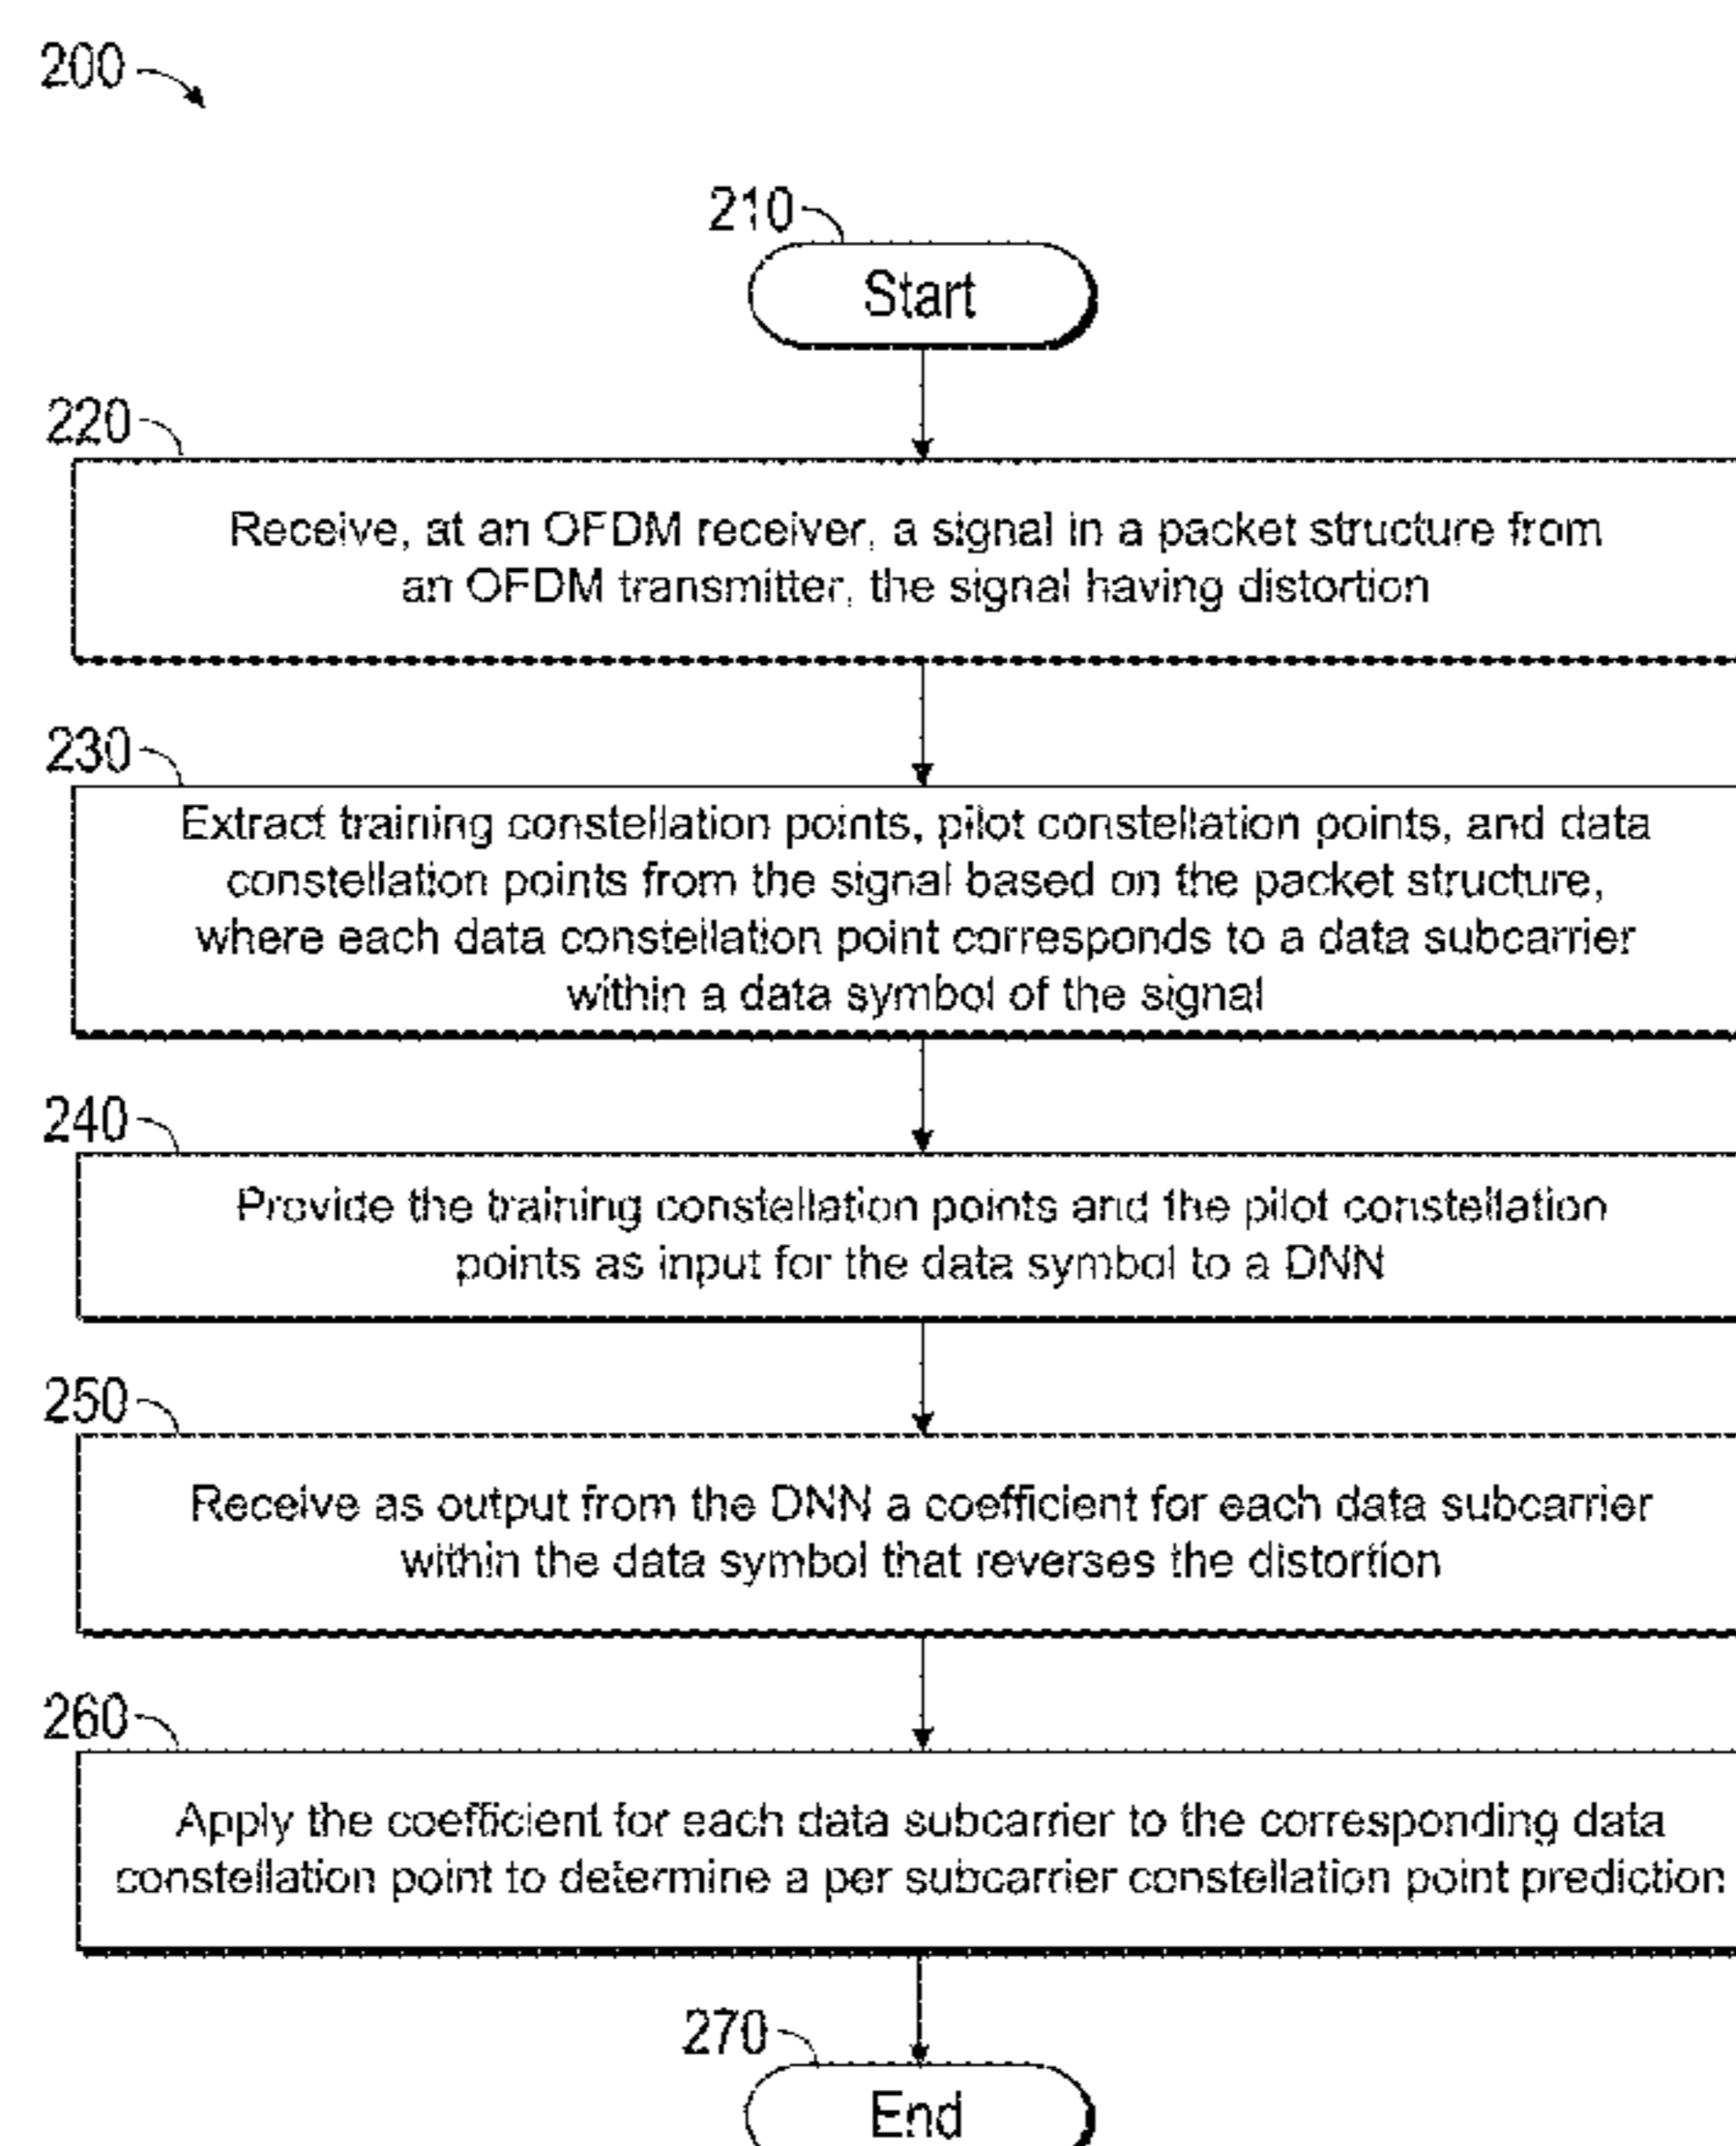 200
210
Start
220
Receive, at an OFDM receiver, a signal in a packet structure from
an OFDM transmitter, the signal having distortion
230
Extract training constellation points, pilot constellation points, and data
constellation points from the signal based on the packet structure,
where each data constellation point corresponds to a data subcarrier
within a data symbol of the signal
240
Provide the training constellation points and the pilot constellation
points as input for the data symbol to a DNN
250
Receive as output from the DNN a coefficient for each data subcarrier
within the data symbol that reverses the distortion
260
Apply the coefficient for each data subcarrier to the corresponding data
constellation point to determine a per subcarrier constellation point prediction
270
End